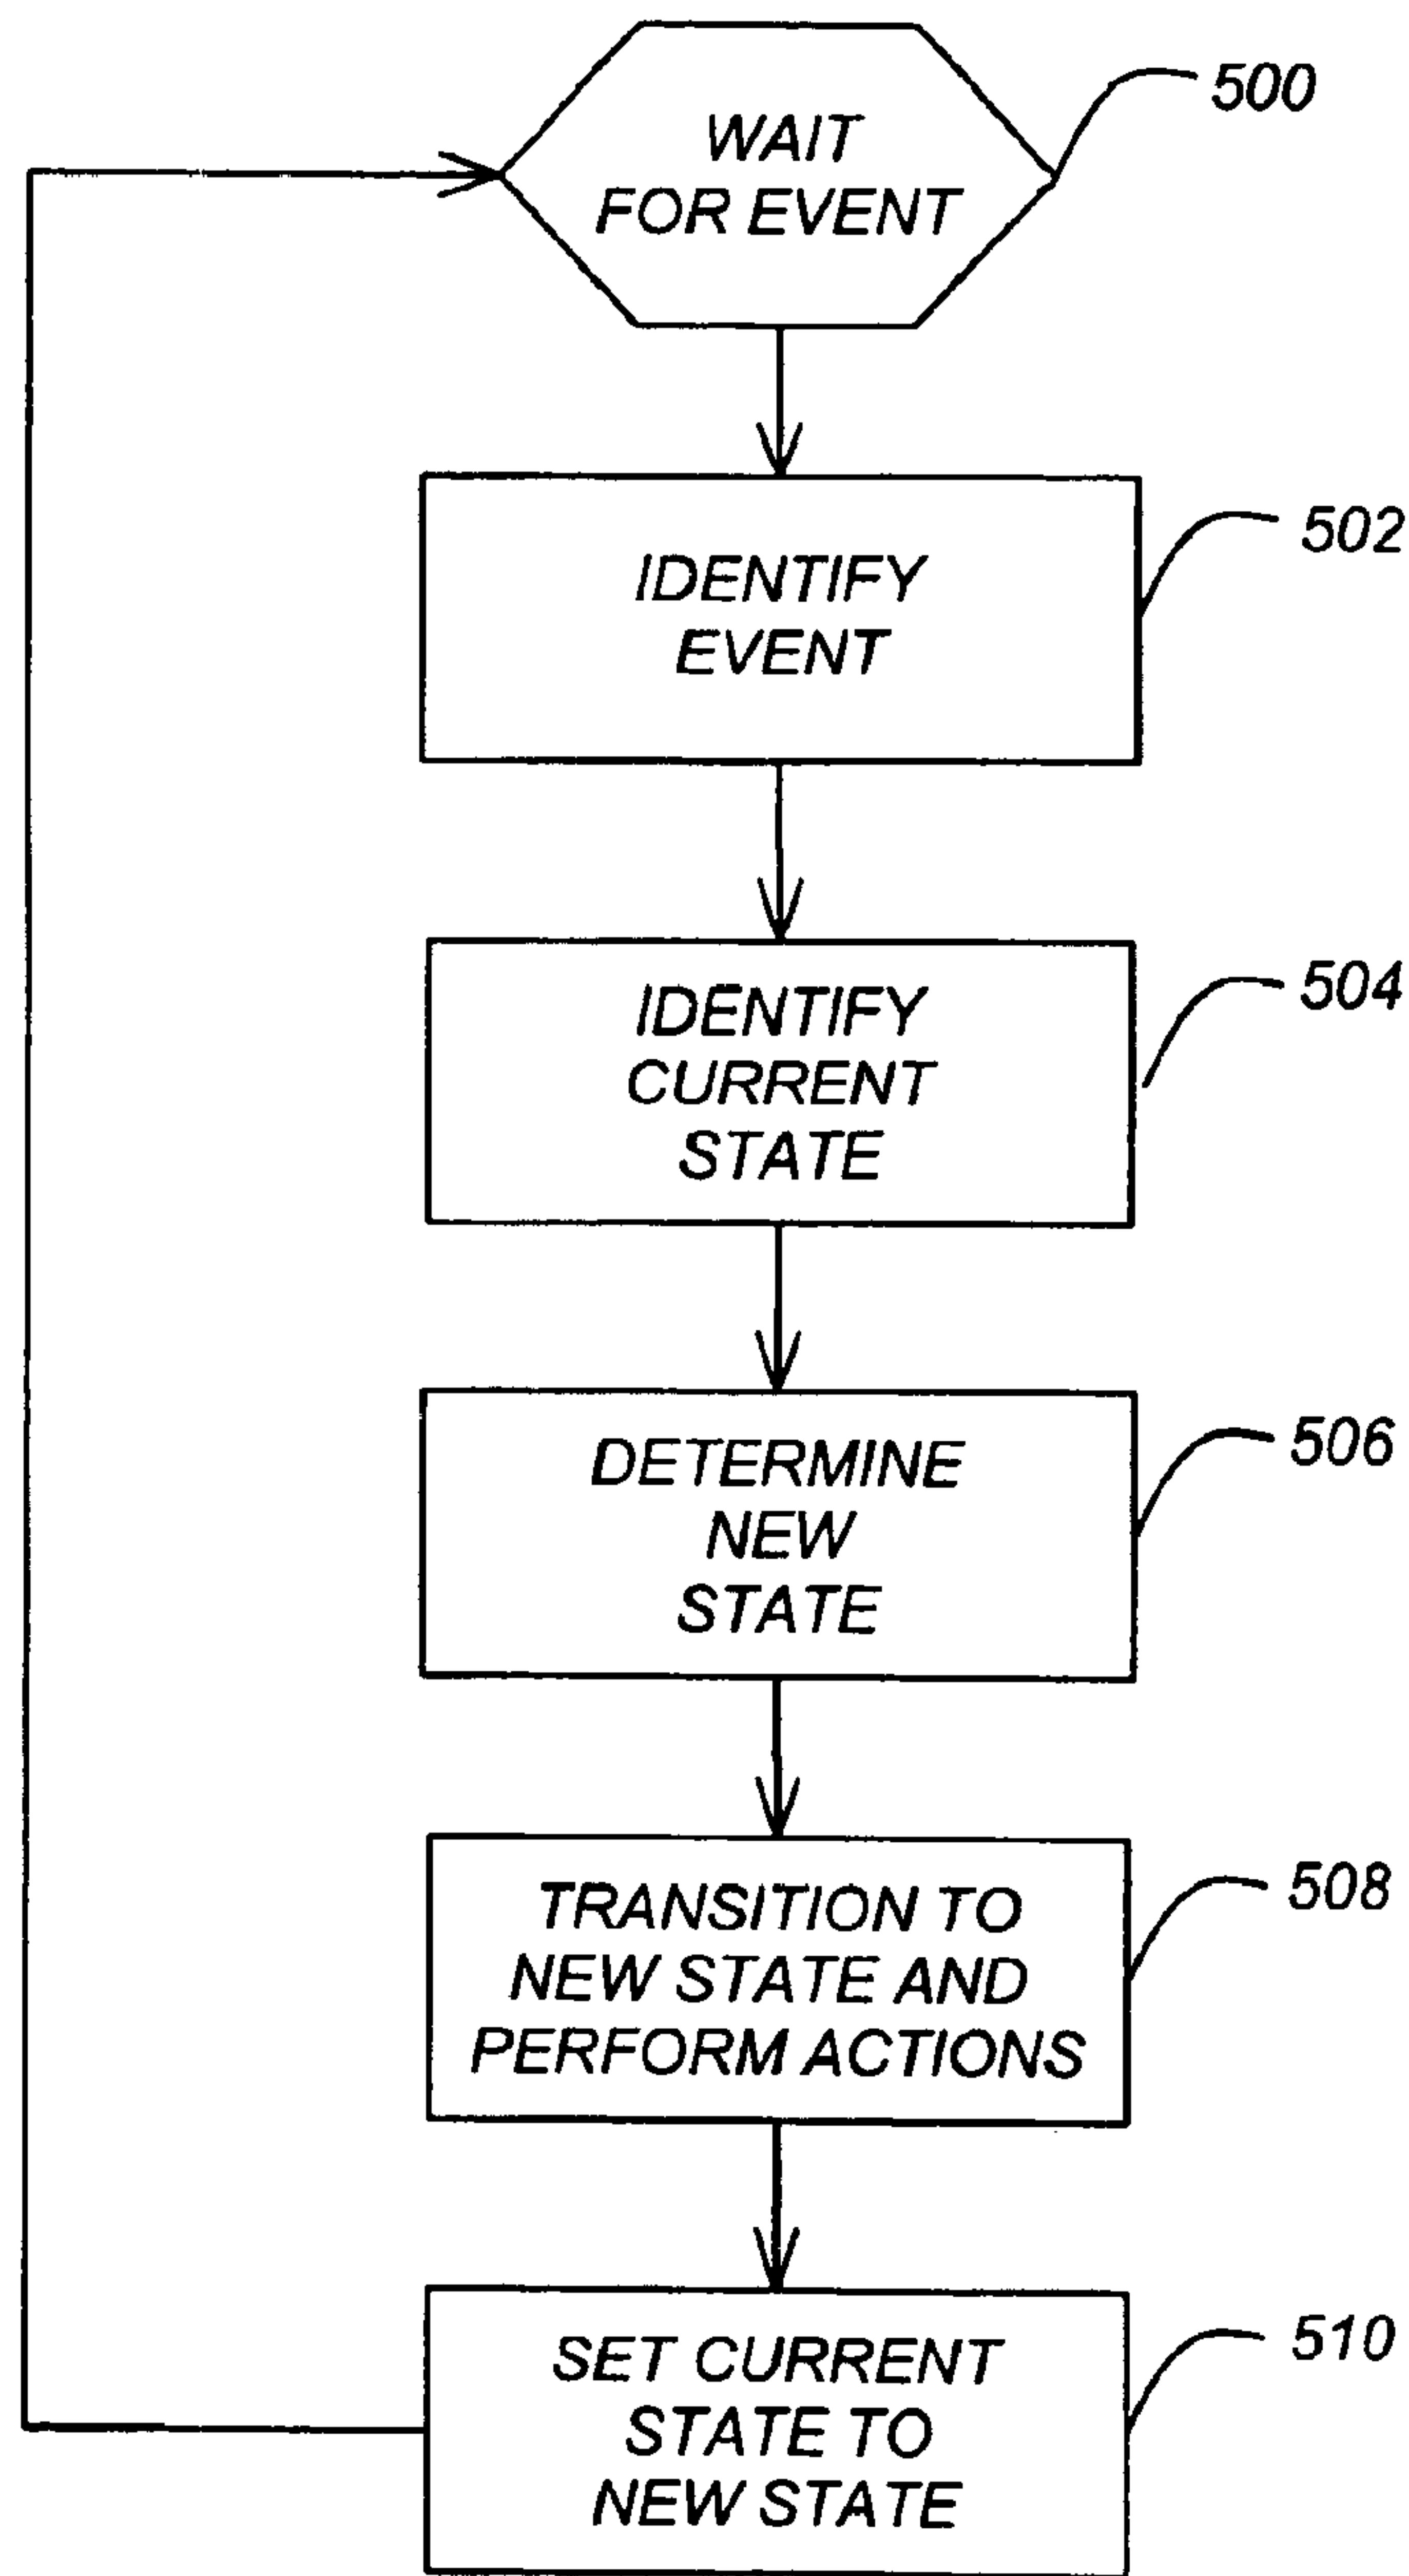 WAIT
FOR EVENT
500
IDENTIFY
EVENT
502
IDENTIFY
CURRENT
STATE
504
DETERMINE
NEW
STATE
506
TRANSITION TO
NEW STATE AND
PERFORM ACTIONS
508
SET CURRENT
STATE TO
NEW STATE
510